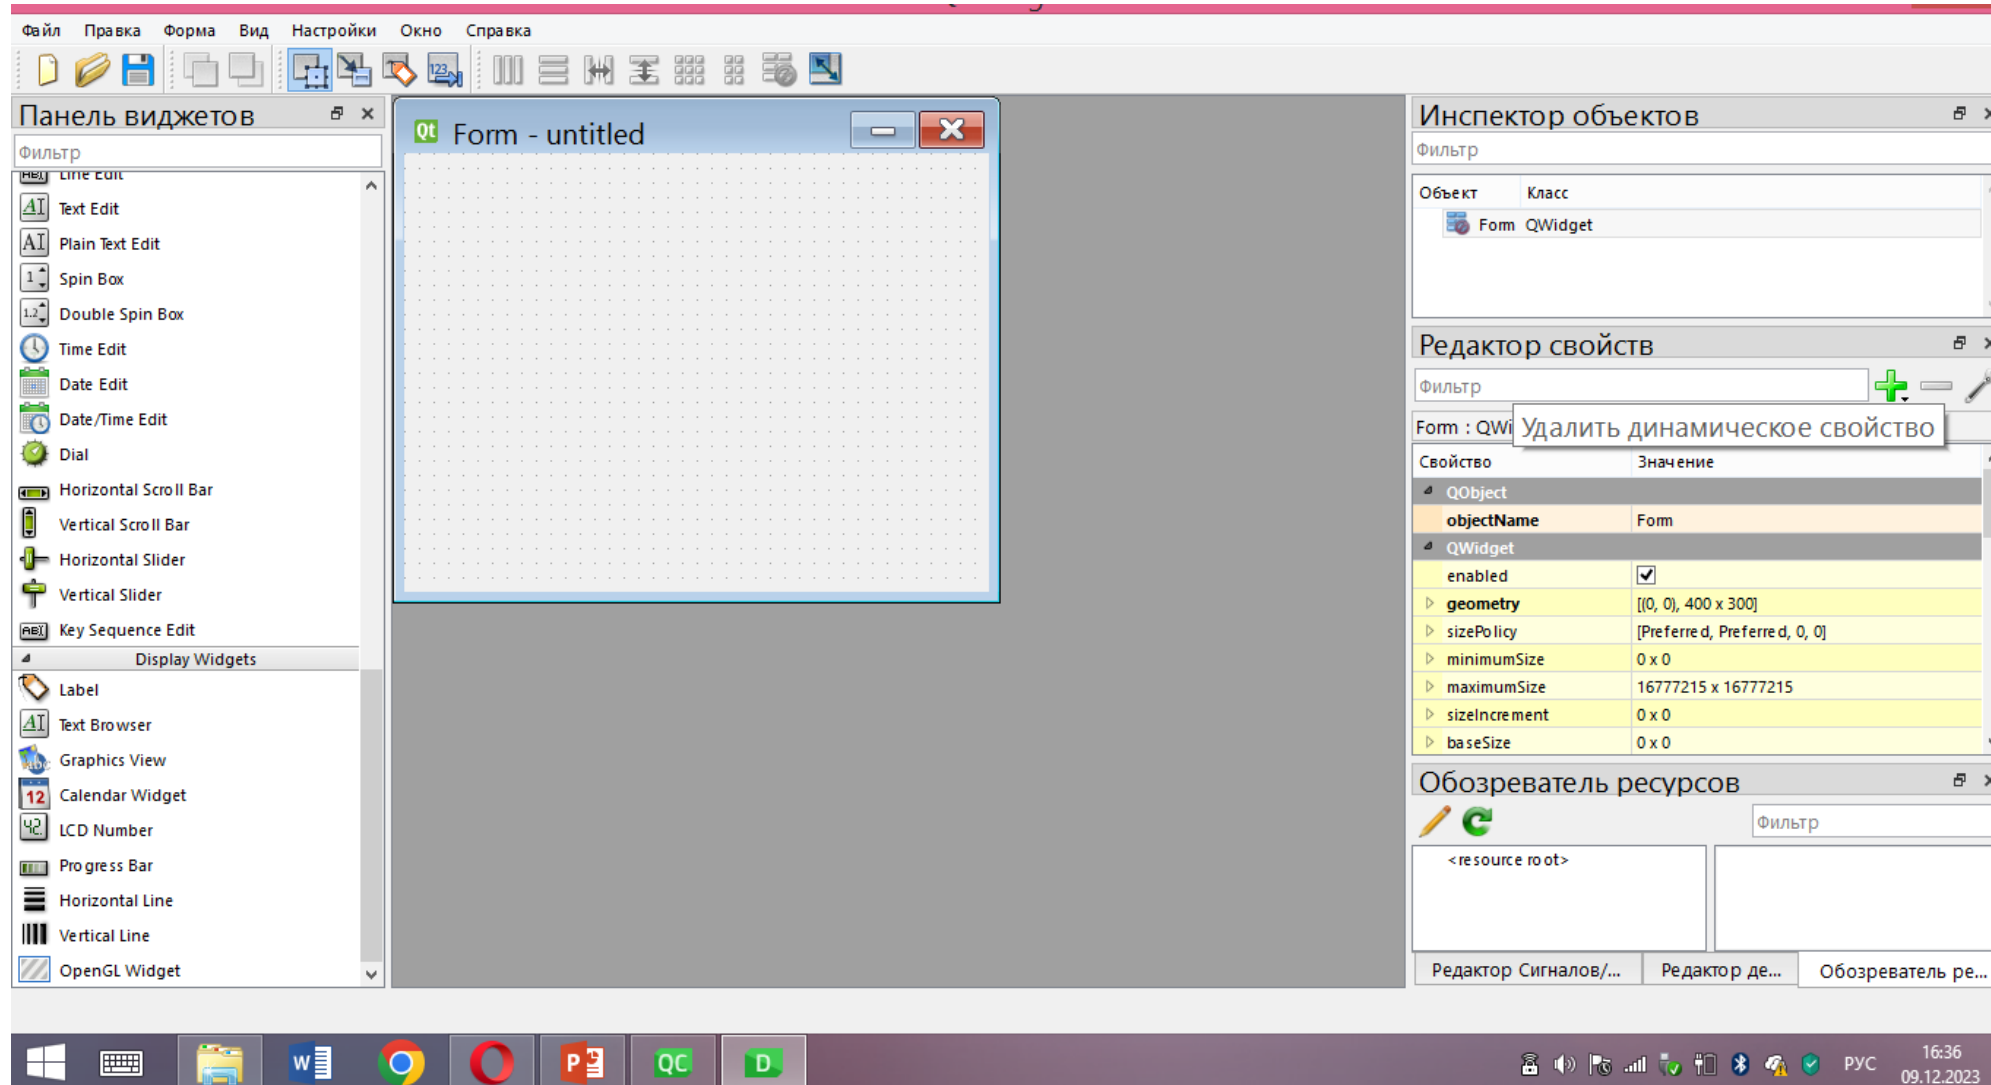 Файл Правка Форма Вид Настройки Окно Справка
123
Панель виджетов
Фильтр
Line Edit
Text Edit
Plain Text Edit
Spin Box
Double Spin Box
Time Edit
Date Edit
Date/Time Edit
Dial
Horizontal Scroll Bar
Vertical Scroll Bar
Horizontal Slider
Vertical Slider
Key Sequence Edit
Display Widgets
Label
Text Browser
Graphics View
Calendar Widget
LCD Number
Progress Bar
Horizontal Line
Vertical Line
OpenGL Widget
Qt Form - untitled
Инспектор объектов
Фильтр
Объект Класс
Form QWidget
Редактор свойств
Фильтр
Form : QWi
Удалить динамическое свойство
Свойство Значение
QObject
objectName Form
QWidget
enabled
geometry [(0, 0), 400 x 300]
sizePolicy [Preferred, Preferred, 0, 0]
minimumSize 0 x 0
maximumSize 16777215 x 16777215
sizeIncrement 0 x 0
baseSize 0 x 0
Обозреватель ресурсов
Фильтр
<resource root>
Редактор Сигналов/... Редактор де... Обозреватель ре...
QC D РУС 16:36
09.12.2023